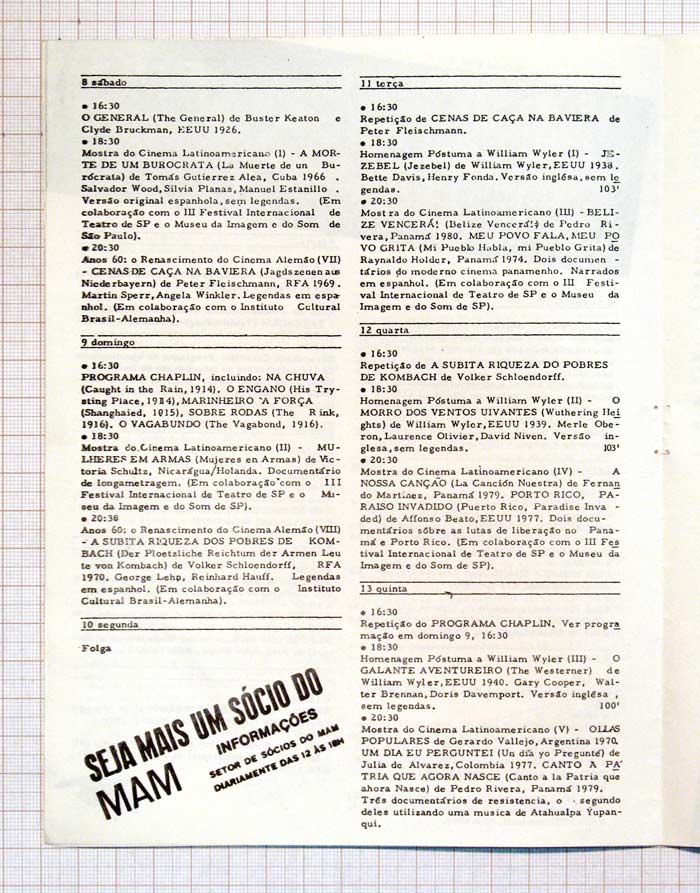 8 sábado
● 16:30
O GENERAL (The General) de Buster Keaton e
Clyde Bruckman, EEUU 1926.
● 18:30
Mostra do Cinema Latinoamericano (I) - A MOR-
TE DE UM BUROCRATA (La Muerte de un Bu-
rócrata) de Tomás Gutierrez Alea, Cuba 1966 .
Salvador Wood, Silvia Planas, Manuel Estanillo .
Versão original espanhola, sem legendas. (Em
colaboração com o III Festival Internacional de
Teatro de SP e o Museu da Imagem e do Som de
São Paulo).
● 20:30
Anos 60: o Renascimento do Cinema Alemão (VII)
- CENAS DE CAÇA NA BAVIERA (Jagdszenen aus
Niederbayern) de Peter Fleischmann, RFA 1969.
Martin Sperr, Angela Winkler. Legendas em espa-
nhol. (Em colaboração com o Instituto Cultural
Brasil-Alemanha).
9 domingo
● 16:30
PROGRAMA CHAPLIN, incluindo: NA CHUVA
(Caught in the Rain, 1914). O ENGANO (His Try-
sting Place, 1914), MARINHEIRO `A FORÇA
(Shanghaied, 1915), SOBRE RODAS (The Rink,
1916). O VAGABUNDO (The Vagabond, 1916).
● 18:30
Mostra do Cinema Latinoamericano (II) - MU-
LHERES EM ARMAS (Mujeres en Armas) de Vic-
toria Schultz, Nicarágua/Holanda. Documentário
de longametragem. (Em colaboração com o III
Festival Internacional de Teatro de SP e o Mu-
seu da Imagem e do Som de SP).
● 20:30
Anos 60: o Renascimento do Cinema Alemão (VIII)
- A SUBITA RIQUEZA DOS POBRES DE KOM-
BACH (Der Ploetzliche Reichtum der Armen Leu
te von Kombach) de Volker Schloendorff, RFA
1970. George Lehp, Reinhard Hauff. Legendas
em espanhol. (Em colaboração com o Instituto
Cultural Brasil-Alemanha).
10 segunda
Folga
SEJA MAIS UM SÓCIO DO
MAM
INFORMAÇÕES
SETOR DE SÓCIOS DO MAM
DIARIAMENTE DAS 12 ÀS 18H
11 terça
● 16:30
Repetição de CENAS DE CAÇA NA BAVIERA de
Peter Fleischmann.
● 18:30
Homenagem Póstuma a William Wyler (I) - JE-
ZEBEL (Jezebel) de William Wyler, EEUU 1938.
Bette Davis, Henry Fonda. Versão inglêsa, sem le
gendas. 103'
● 20:30
Mostra do Cinema Latinoamericano (III) - BELI-
ZE VENCERÁ! (Belize Vencerá!) de Pedro Ri-
vera, Panamá 1980. MEU POVO FALA, MEU PO
VO GRITA (Mi Pueblo Habla, mi Pueblo Grita) de
Raynaldo Holder, Panamá 1974. Dois documen -
tários do moderno cinema panamenho. Narrados
em espanhol. (Em colaboração com o III Festi-
val Internacional de Teatro de SP e o Museu da
Imagem e do Som de SP).
12 quarta
● 16:30
Repetição de A SUBITA RIQUEZA DO POBRES
DE KOMBACH de Volker Schloendorff.
● 18:30
Homenagem Póstuma a William Wyler (II) - O
MORRO DOS VENTOS UIVANTES (Wuthering Hei
ghts) de William Wyler, EEUU 1939. Merle Obe-
ron, Laurence Olivier, David Niven. Versão in-
glesa, sem legendas. 103'
● 20:30
Mostra do Cinema Latinoamericano (IV) - A
NOSSA CANÇÃO (La Canción Nuestra) de Fernan
do Martinez, Panamá 1979. PORTO RICO, PA-
RAISO INVADIDO (Puerto Rico, Paradise Inva -
ded) de Affonso Beato, EEUU 1977. Dois docu-
mentários sôbre as lutas de liberação no Pana-
má e Porto Rico. (Em colaboração com o III Fes
tival Internacional de Teatro de SP e o Museu da
Imagem e do Som de SP).
13 quinta
● 16:30
Repetição do PROGRAMA CHAPLIN. Ver progra
mação em domingo 9, 16:30
● 18:30
Homenagem Póstuma a William Wyler (III) - O
GALANTE AVENTUREIRO (The Westerner) de
William Wyler, EEUU 1940. Gary Cooper, Wal-
ter Brennan, Doris Davemport. Versão inglêsa ,
sem legendas. 100'
● 20:30
Mostra do Cinema Latinoamericano (V) - OLLAS
POPULARES de Gerardo Vallejo, Argentina 1970.
UM DIA EU PERGUNTEI (Un día yo Pregunté) de
Julia de Alvarez, Colombia 1977. CANTO A PÁ
TRIA QUE AGORA NASCE (Canto a la Patria que
ahora Nasce) de Pedro Rivera, Panamá 1979.
Três documentários de resistencia, o segundo
deles utilizando uma musica de Atahualpa Yupan-
qui.